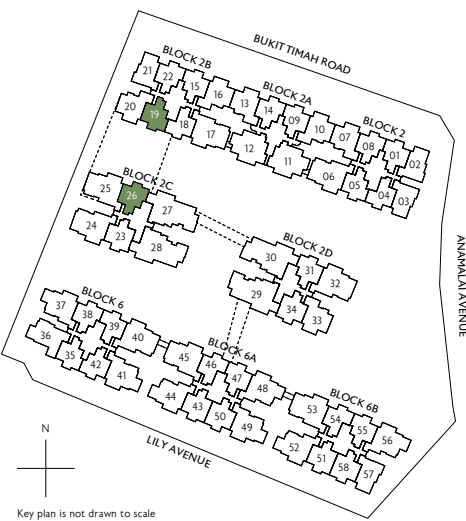 BUKIT TIMAH ROAD
BLOCK 2B
21 22 15 16 13 14 09 10 07 08 01 02
BLOCK 2A
BLOCK 2
20 19 18 17 12 11 06 05 04 03
BLOCK 2C
25 26 27
24 23 28
BLOCK 2D
30 31 32
29 34 33
ANAMALAI AVENUE
BLOCK 6
37 38 39 40
36 35 42 41
BLOCK 6A
45 46 47 48
44 43 50 49
BLOCK 6B
53 54 55 56
52 51 58 57
LILY AVENUE
N
Key plan is not drawn to scale